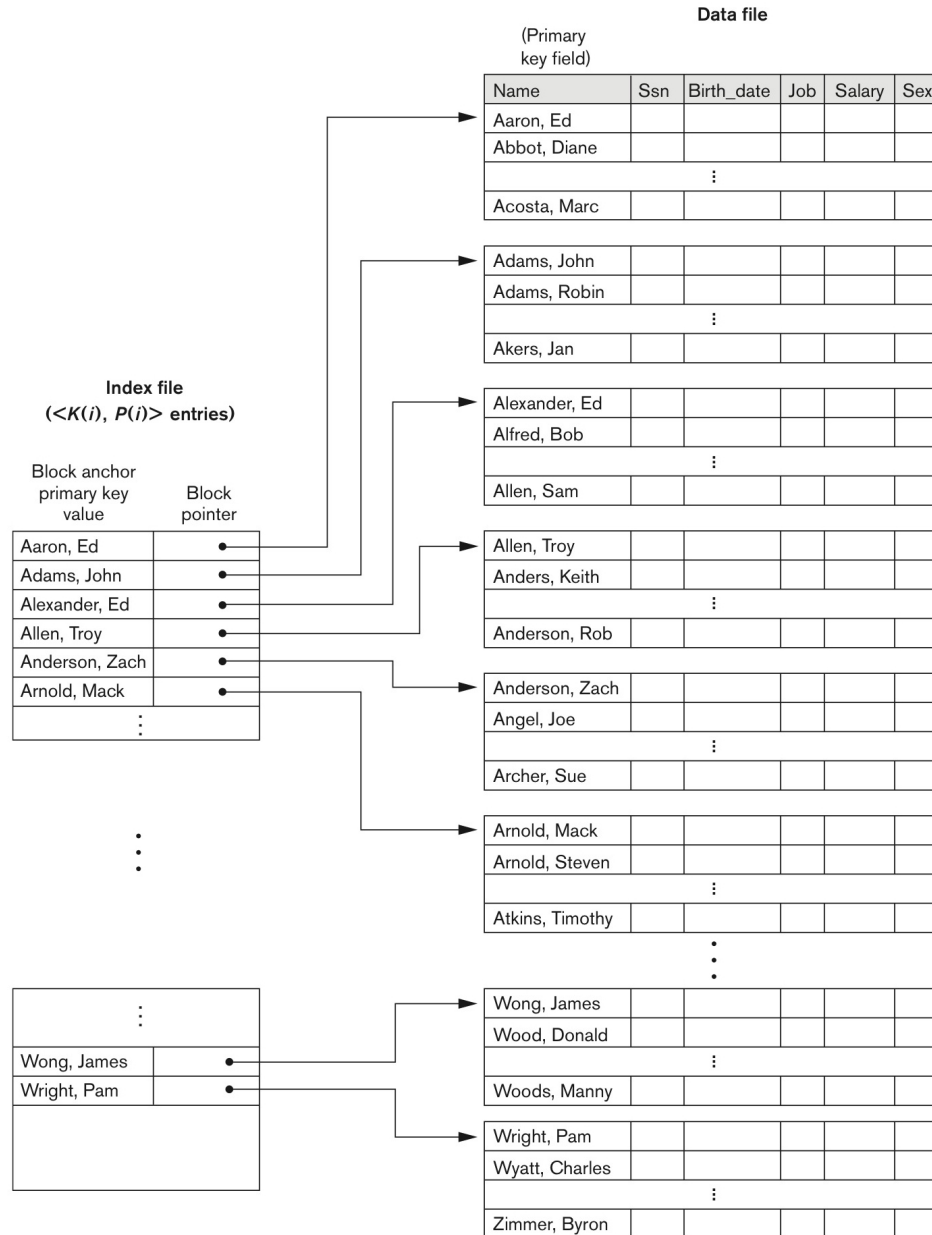 Data file
(Primary
key field)
Name Ssn Birth_date Job Salary Sex
Aaron, Ed
Abbot, Diane
⋮
Acosta, Marc
Adams, John
Adams, Robin
⋮
Akers, Jan
Alexander, Ed
Alfred, Bob
⋮
Allen, Sam
Allen, Troy
Anders, Keith
⋮
Anderson, Rob
Anderson, Zach
Angel, Joe
⋮
Archer, Sue
Arnold, Mack
Arnold, Steven
⋮
Atkins, Timothy
⋮
Wong, James
Wood, Donald
⋮
Woods, Manny
Wright, Pam
Wyatt, Charles
⋮
Zimmer, Byron
Index file
(<K(i), P(i)> entries)
Block anchor
primary key
value
Block
pointer
Aaron, Ed
Adams, John
Alexander, Ed
Allen, Troy
Anderson, Zach
Arnold, Mack
⋮
⋮
⋮
Wong, James
Wright, Pam